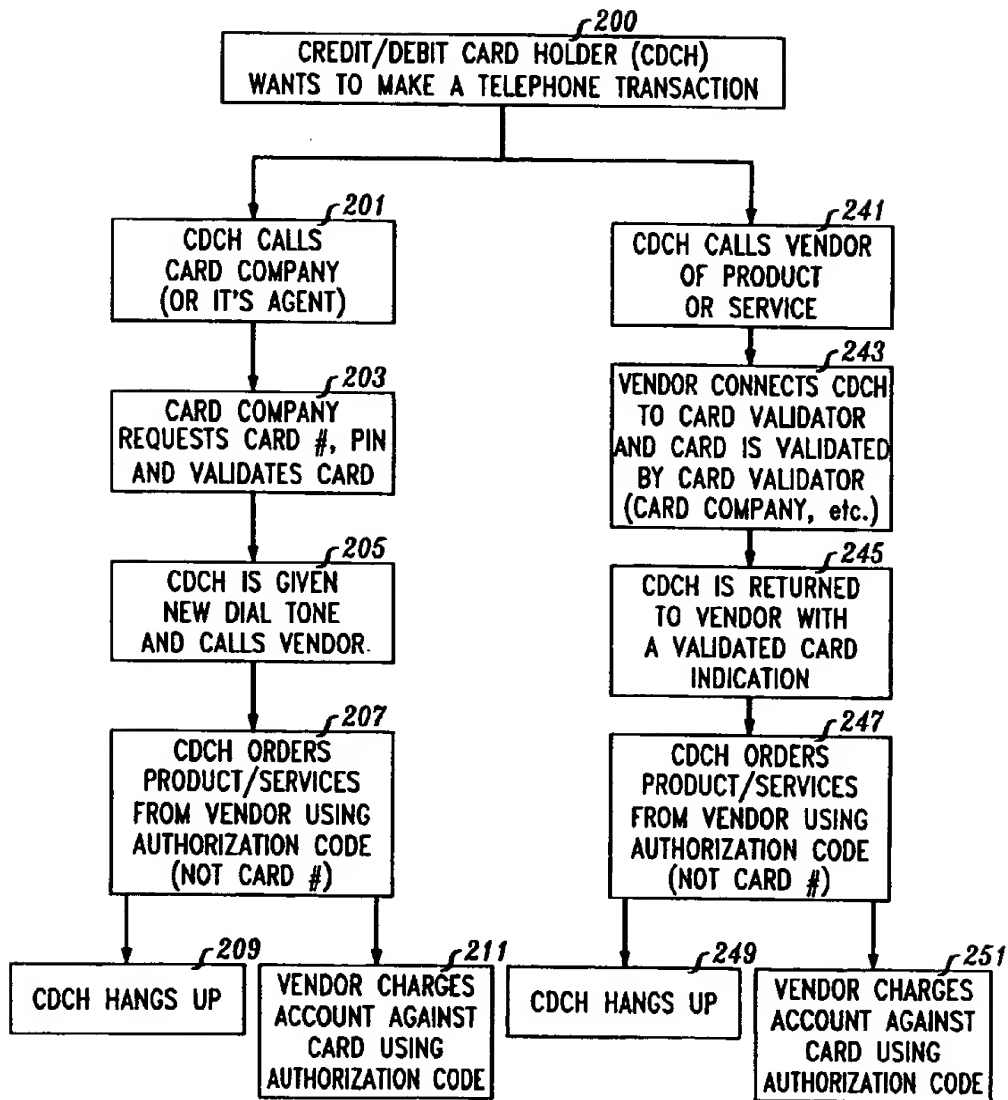 200
CREDIT/DEBIT CARD HOLDER (CDCH)
WANTS TO MAKE A TELEPHONE TRANSACTION
201
CDCH CALLS
CARD COMPANY
(OR IT'S AGENT)
203
CARD COMPANY
REQUESTS CARD #, PIN
AND VALIDATES CARD
205
CDCH IS GIVEN
NEW DIAL TONE
AND CALLS VENDOR.
207
CDCH ORDERS
PRODUCT/SERVICES
FROM VENDOR USING
AUTHORIZATION CODE
(NOT CARD #)
209
CDCH HANGS UP
211
VENDOR CHARGES
ACCOUNT AGAINST
CARD USING
AUTHORIZATION CODE
241
CDCH CALLS VENDOR
OF PRODUCT
OR SERVICE
243
VENDOR CONNECTS CDCH
TO CARD VALIDATOR
AND CARD IS VALIDATED
BY CARD VALIDATOR
(CARD COMPANY, etc.)
245
CDCH IS RETURNED
TO VENDOR WITH
A VALIDATED CARD
INDICATION
247
CDCH ORDERS
PRODUCT/SERVICES
FROM VENDOR USING
AUTHORIZATION CODE
(NOT CARD #)
249
CDCH HANGS UP
251
VENDOR CHARGES
ACCOUNT AGAINST
CARD USING
AUTHORIZATION CODE